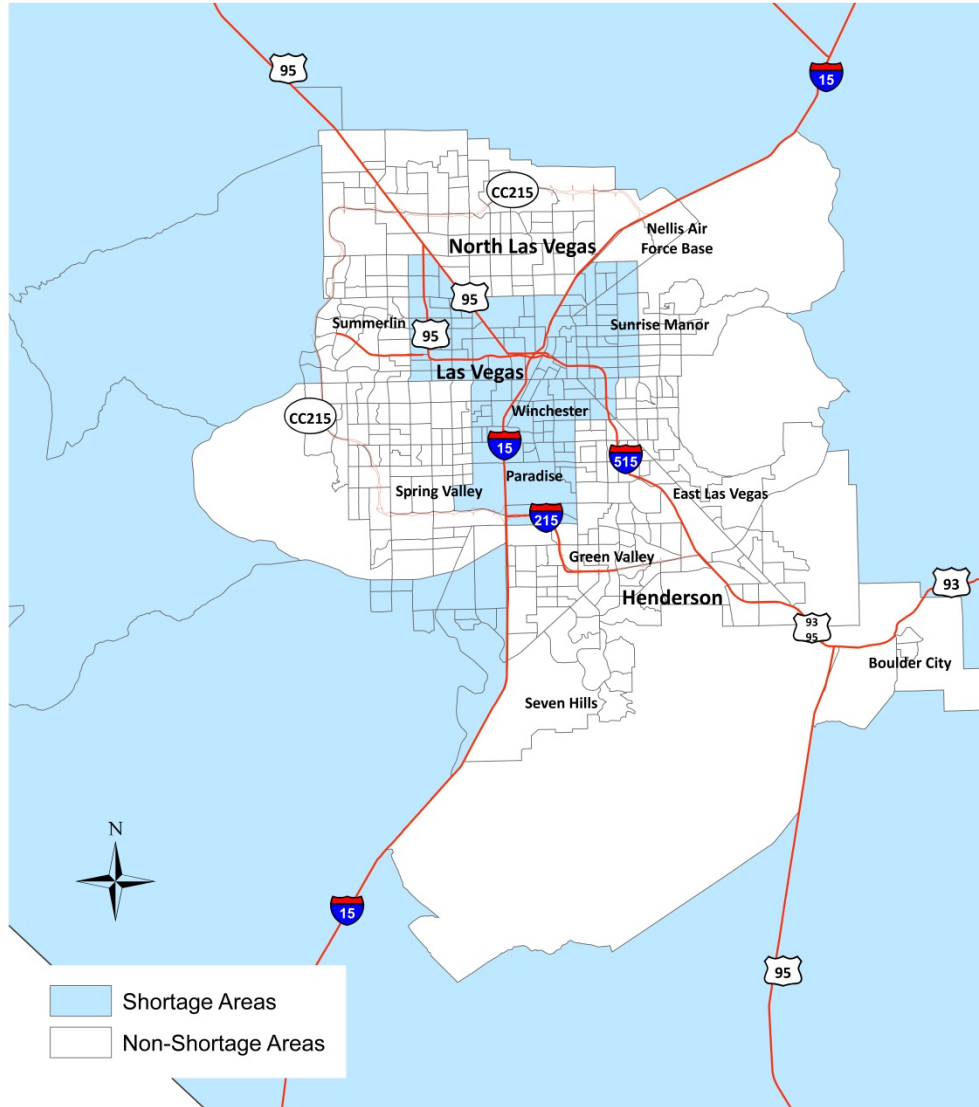 95
15
CC215
North Las Vegas
Nellis Air
Force Base
95
Summerlin
95
Sunrise Manor
Las Vegas
CC215
Winchester
15
515
Paradise
Spring Valley
East Las Vegas
215
Green Valley
Henderson
93
93
95
Boulder City
Seven Hills
N
15
95
Shortage Areas
Non-Shortage Areas